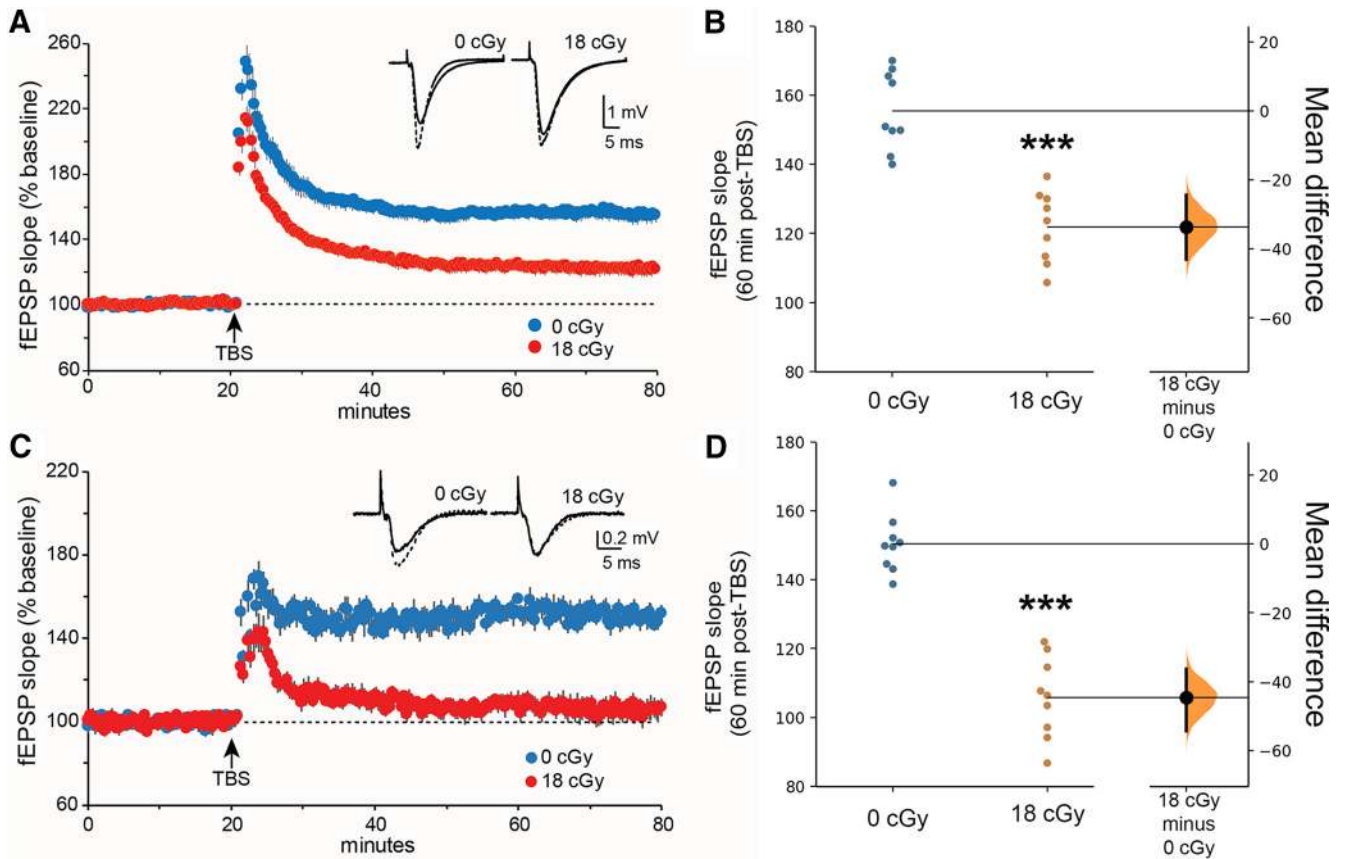 A
fEPSP slope (% baseline)
260
220
180
140
100
60
0 cGy
18 cGy
1 mV
5 ms
TBS
0 cGy
18 cGy
0
20
40
60
80
minutes
B
fEPSP slope
(60 min post-TBS)
180
160
140
120
100
80
***
20
0
−20
−40
−60
Mean difference
0 cGy
18 cGy
18 cGy
minus
0 cGy
C
fEPSP slope (% baseline)
220
180
140
100
60
0 cGy
18 cGy
0.2 mV
5 ms
TBS
0 cGy
18 cGy
0
20
40
60
80
minutes
D
fEPSP slope
(60 min post-TBS)
180
160
140
120
100
80
***
20
0
−20
−40
−60
Mean difference
0 cGy
18 cGy
18 cGy
minus
0 cGy